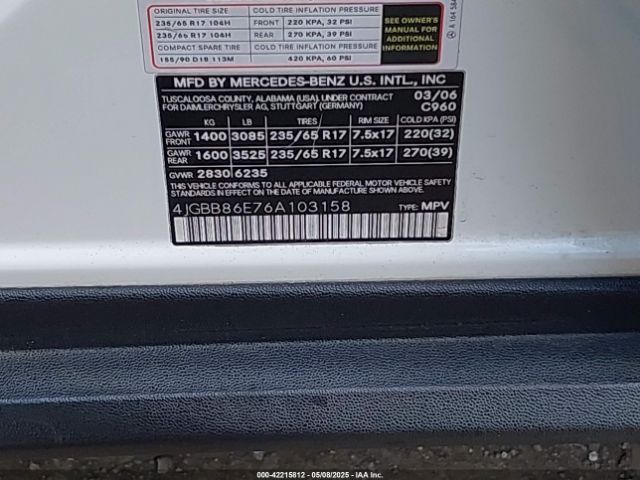 ORIGINAL TIRE SIZE COLD TIRE INFLATION PRESSURE
235/65 R17 104H FRONT 220 KPA, 32 PSI
235/65 R17 104H REAR 270 KPA, 39 PSI
COMPACT SPARE TIRE COLD TIRE INFLATION PRESSURE
155/90 D18 113M 420 KPA, 60 PSI
SEE OWNER'S
MANUAL FOR
ADDITIONAL
INFORMATION
A 164 584
MFD BY MERCEDES-BENZ U.S. INTL., INC
TUSCALOOSA COUNTY, ALABAMA (USA), UNDER CONTRACT 03/06
FOR DAIMLERCHRYSLER AG, STUTTGART (GERMANY) C960
KG LB TIRES RIM SIZE COLD KPA (PSI)
GAWR FRONT 1400 3085 235/65 R17 7.5x17 220(32)
GAWR REAR 1600 3525 235/65 R17 7.5x17 270(39)
GVWR 2830 6235
THIS VEHICLE CONFORMS TO ALL APPLICABLE FEDERAL MOTOR VEHICLE SAFETY
STANDARDS IN EFFECT ON THE DATE OF MANUFACTURE SHOWN ABOVE.
4JGBB86E76A103158 TYPE: MPV
000-42215812 - 05/08/2025 - IAAC